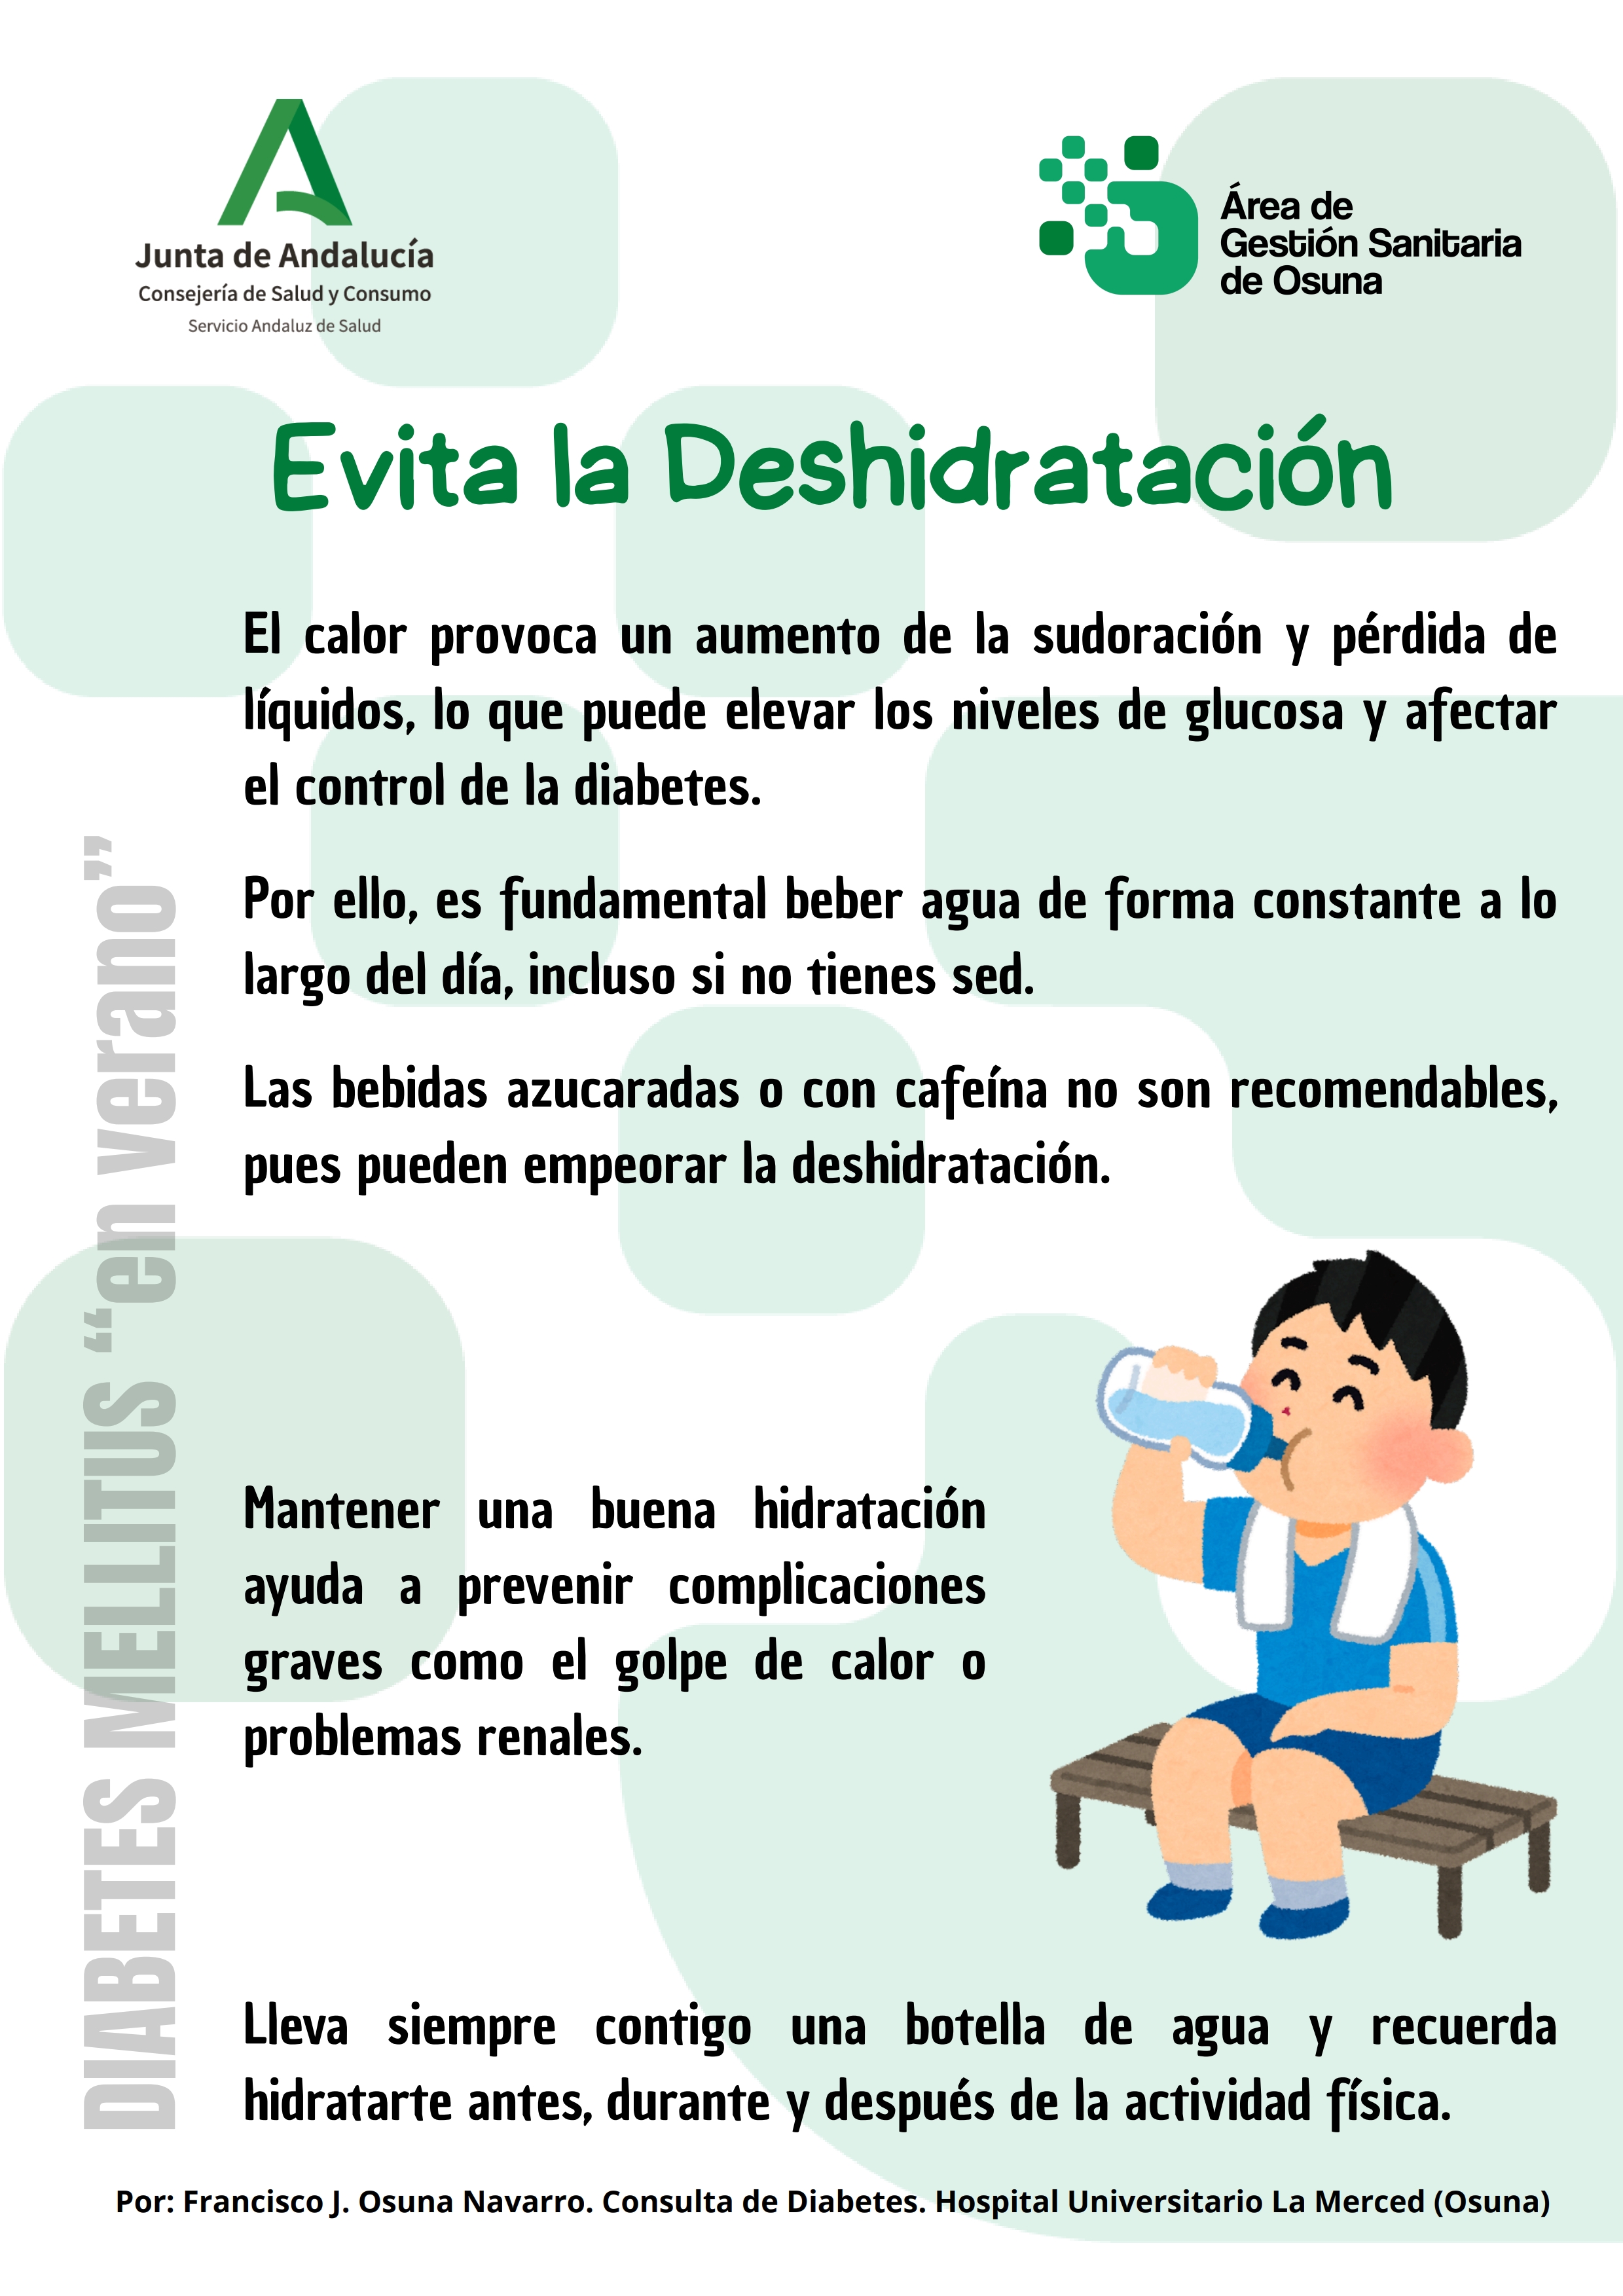 Junta de Andalucía
Consejería de Salud y Consumo
Servicio Andaluz de Salud
Área de
Gestión Sanitaria
de Osuna
Evita la Deshidratación
El calor provoca un aumento de la sudoración y pérdida de
líquidos, lo que puede elevar los niveles de glucosa y afectar
el control de la diabetes.
Por ello, es fundamental beber agua de forma constante a lo
largo del día, incluso si no tienes sed.
Las bebidas azucaradas o con cafeína no son recomendables,
pues pueden empeorar la deshidratación.
DIABETES MELLITUS “en verano”
Mantener una buena hidratación
ayuda a prevenir complicaciones
graves como el golpe de calor o
problemas renales.
Lleva siempre contigo una botella de agua y recuerda
hidratarte antes, durante y después de la actividad física.
Por: Francisco J. Osuna Navarro. Consulta de Diabetes. Hospital Universitario La Merced (Osuna)